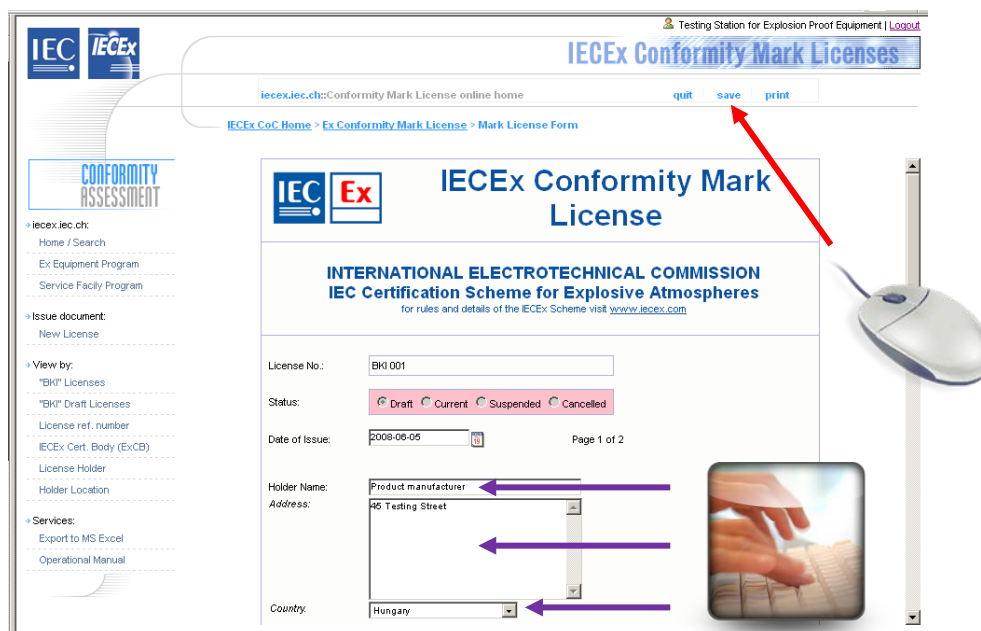 Testing Station for Explosion Proof Equipment | Logout
IEC IECEx
IECEx Conformity Mark Licenses
iecex.iec.ch::Conformity Mark License online home quit save print
IECEx CoC Home > Ex Conformity Mark License > Mark License Form
CONFORMITY
ASSESSMENT
iecex.iec.ch:
Home / Search
Ex Equipment Program
Service Facily Program
Issue document:
New License
View by:
"BKI" Licenses
"BKI" Draft Licenses
License ref. number
IECEx Cert. Body (ExCB)
License Holder
Holder Location
Services:
Export to MS Excel
Operational Manual
IEC Ex
IECEx Conformity Mark
License
INTERNATIONAL ELECTROTECHNICAL COMMISSION
IEC Certification Scheme for Explosive Atmospheres
for rules and details of the IECEx Scheme visit www.iecex.com
License No.: BKI 001
Status: Draft Current Suspended Cancelled
Date of Issue: 2008-06-05 19 Page 1 of 2
Holder Name: Product manufacturer
Address: 45 Testing Street
Country: Hungary